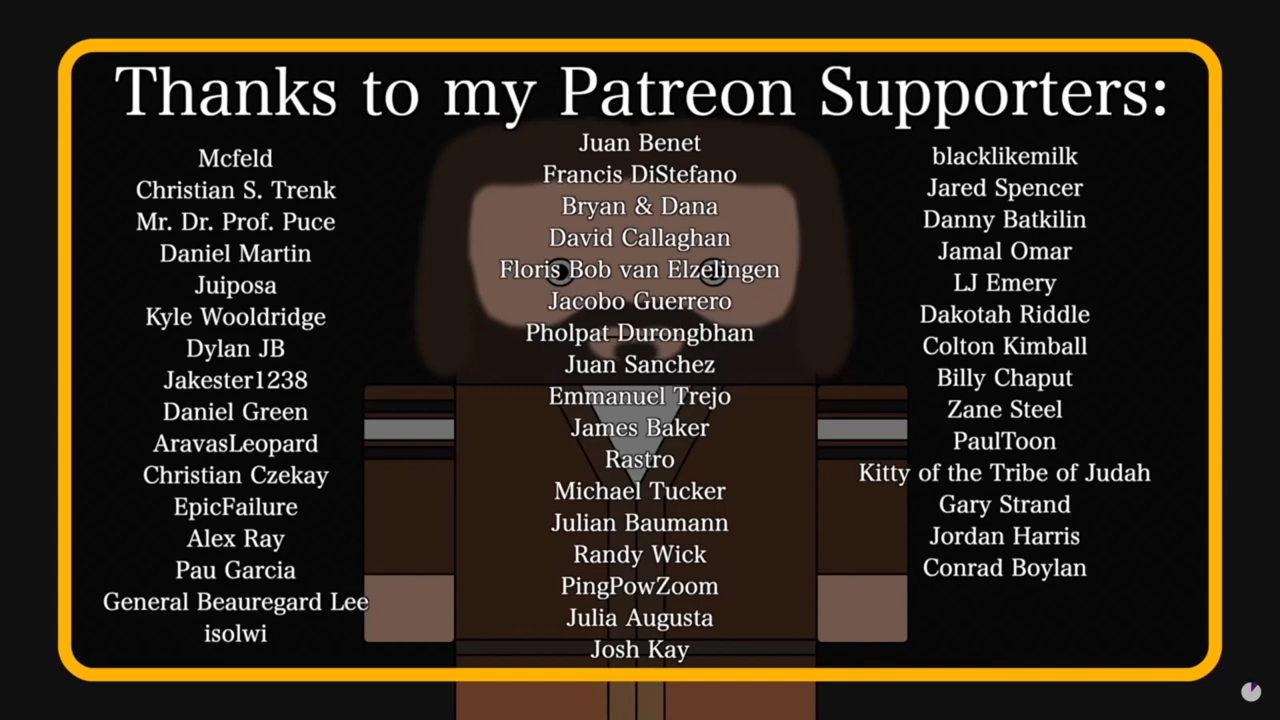 Thanks to my Patreon Supporters:
Mcfeld
Christian S. Trenk
Mr. Dr. Prof. Puce
Daniel Martin
Juiposa
Kyle Wooldridge
Dylan JB
Jakester1238
Daniel Green
AravasLeopard
Christian Czekay
EpicFailure
Alex Ray
Pau Garcia
General Beauregard Lee
isolwi
Juan Benet
Francis DiStefano
Bryan & Dana
David Callaghan
Floris Bob van Elzelingen
Jacobo Guerrero
Pholpat Durongbhan
Juan Sanchez
Emmanuel Trejo
James Baker
Rastro
Michael Tucker
Julian Baumann
Randy Wick
PingPowZoom
Julia Augusta
Josh Kay
blacklikemilk
Jared Spencer
Danny Batkilin
Jamal Omar
LJ Emery
Dakotah Riddle
Colton Kimball
Billy Chaput
Zane Steel
PaulToon
Kitty of the Tribe of Judah
Gary Strand
Jordan Harris
Conrad Boylan